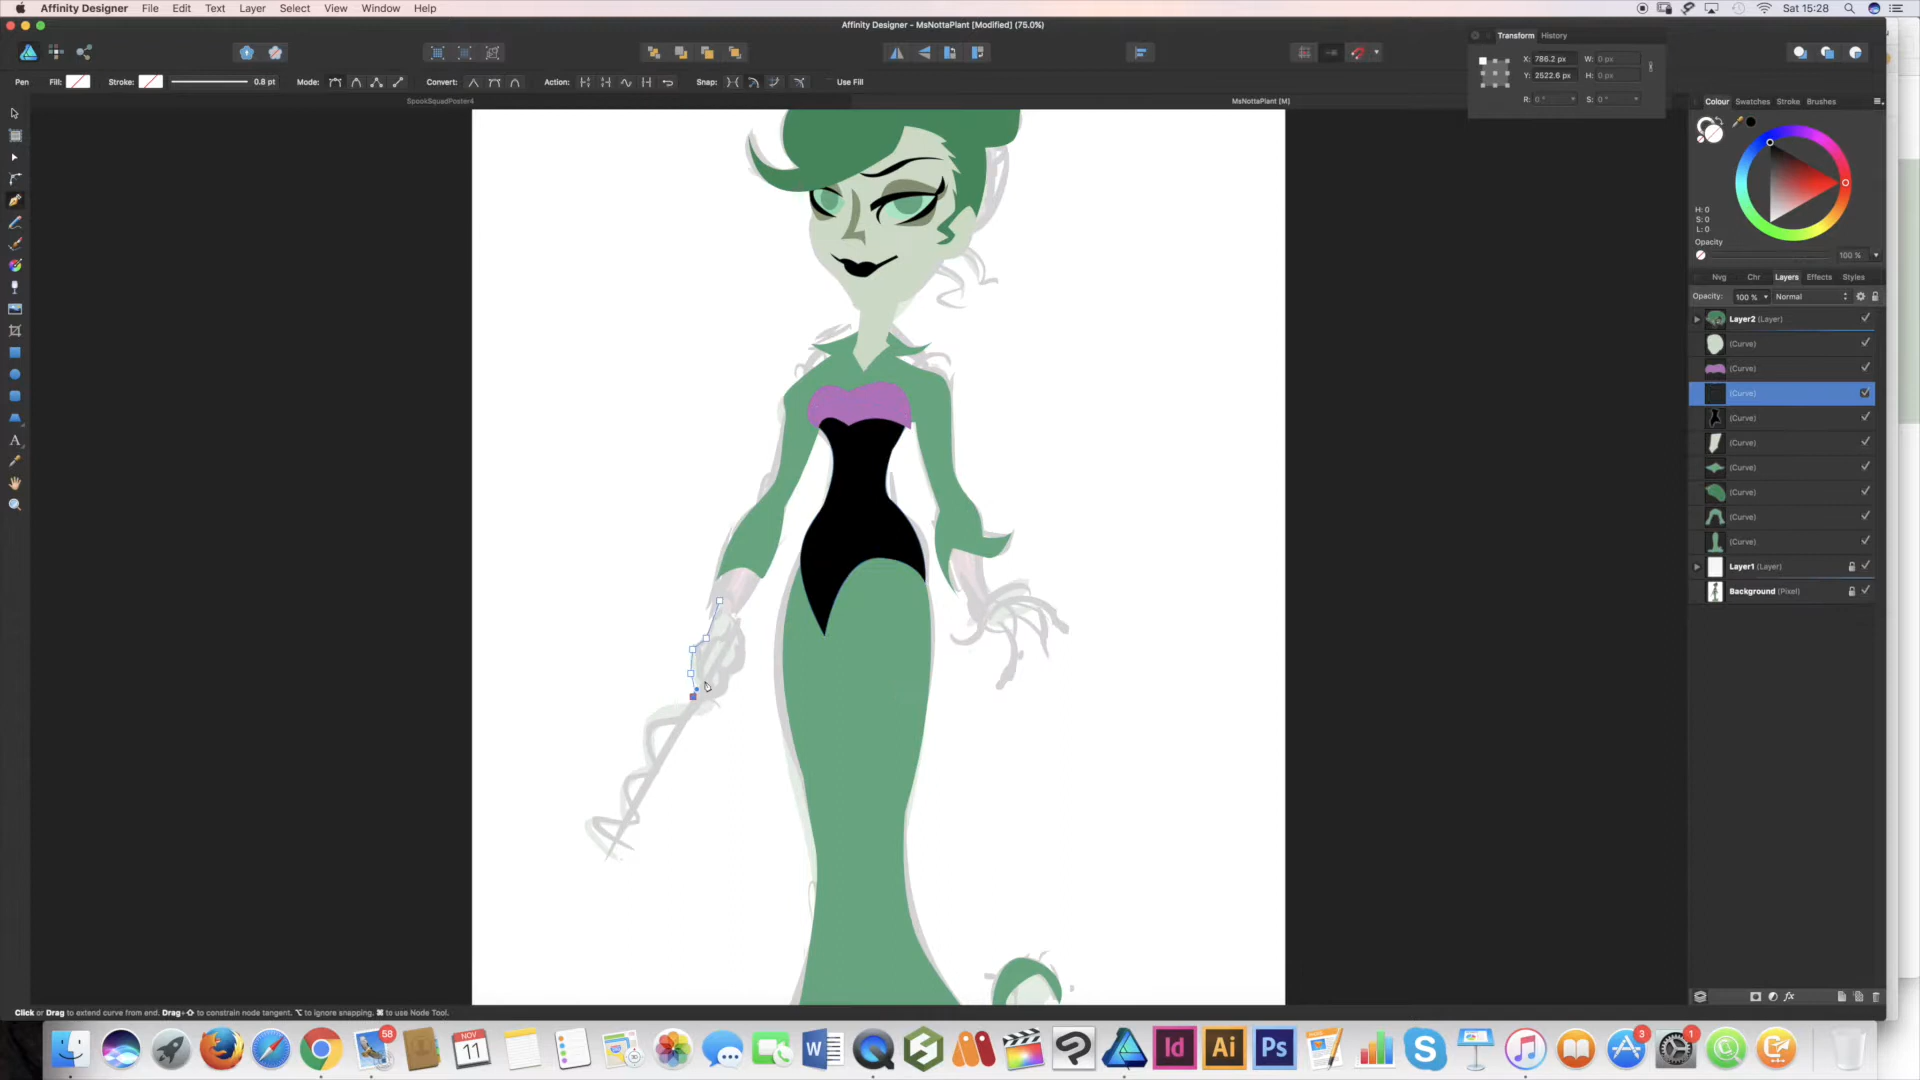 Affinity Designer File Edit Text Layer Select View Window Help
Sat 15:28
Affinity Designer - MsNottaPlant [Modified] (75.0%)
Transform History
X: 786.2 px W: 0 px
Y: 2522.6 px H: 0 px
R: 0 ° S: 0 °
Pen Fill: Stroke: 0.8 pt Mode: Convert: Action: Snap: Use Fill
SpookSquadPoster4 MsNottaPlant [M]
Colour Swatches Stroke Brushes
H: 0
S: 0
L: 0
Opacity
100 %
Nvg Chr Layers Effects Styles
Opacity: 100 % Normal
Layer2 (Layer)
(Curve)
(Curve)
(Curve)
(Curve)
(Curve)
(Curve)
(Curve)
(Curve)
(Curve)
Layer1 (Layer)
Background (Pixel)
A
fx
Click or Drag to extend curve from end. Drag+⇧ to constrain node tangent. ⌥ to ignore snapping. ⌘ to use Node Tool.
58
NOV
11
W
Id
Ai
Ps
S
3
1